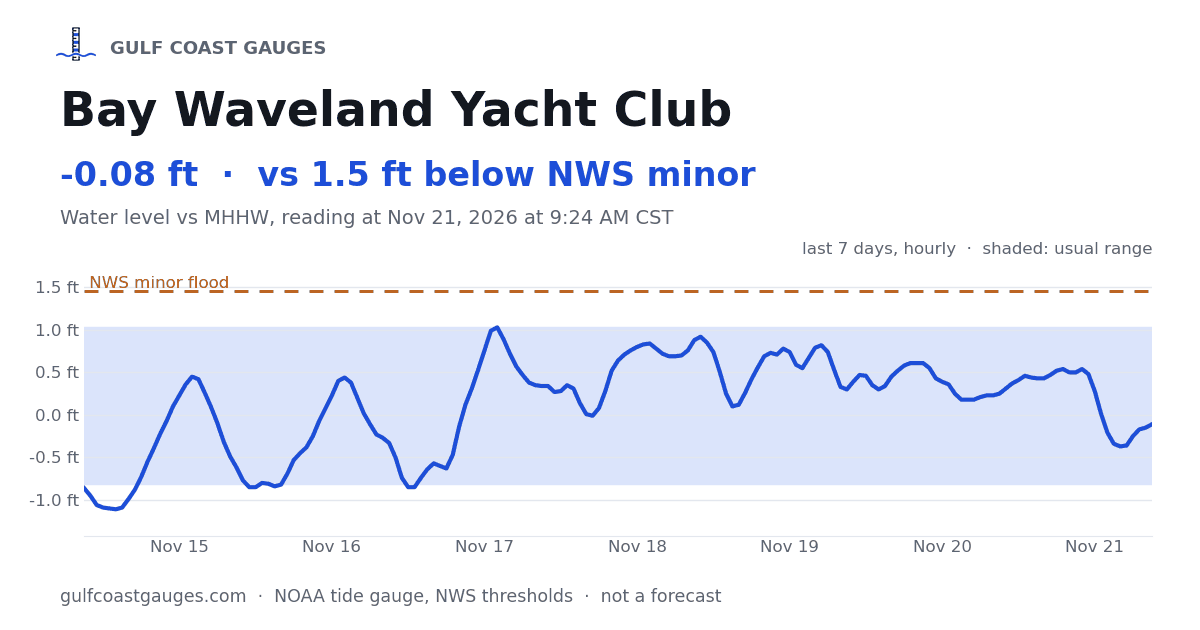 GULF COAST GAUGES
Bay Waveland Yacht Club
-0.08 ft · vs 1.5 ft below NWS minor
Water level vs MHHW, reading at Nov 21, 2026 at 9:24 AM CST
last 7 days, hourly · shaded: usual range
NWS minor flood
1.5 ft
1.0 ft
0.5 ft
0.0 ft
-0.5 ft
-1.0 ft
Nov 15 Nov 16 Nov 17 Nov 18 Nov 19 Nov 20 Nov 21
gulfcoastgauges.com · NOAA tide gauge, NWS thresholds · not a forecast